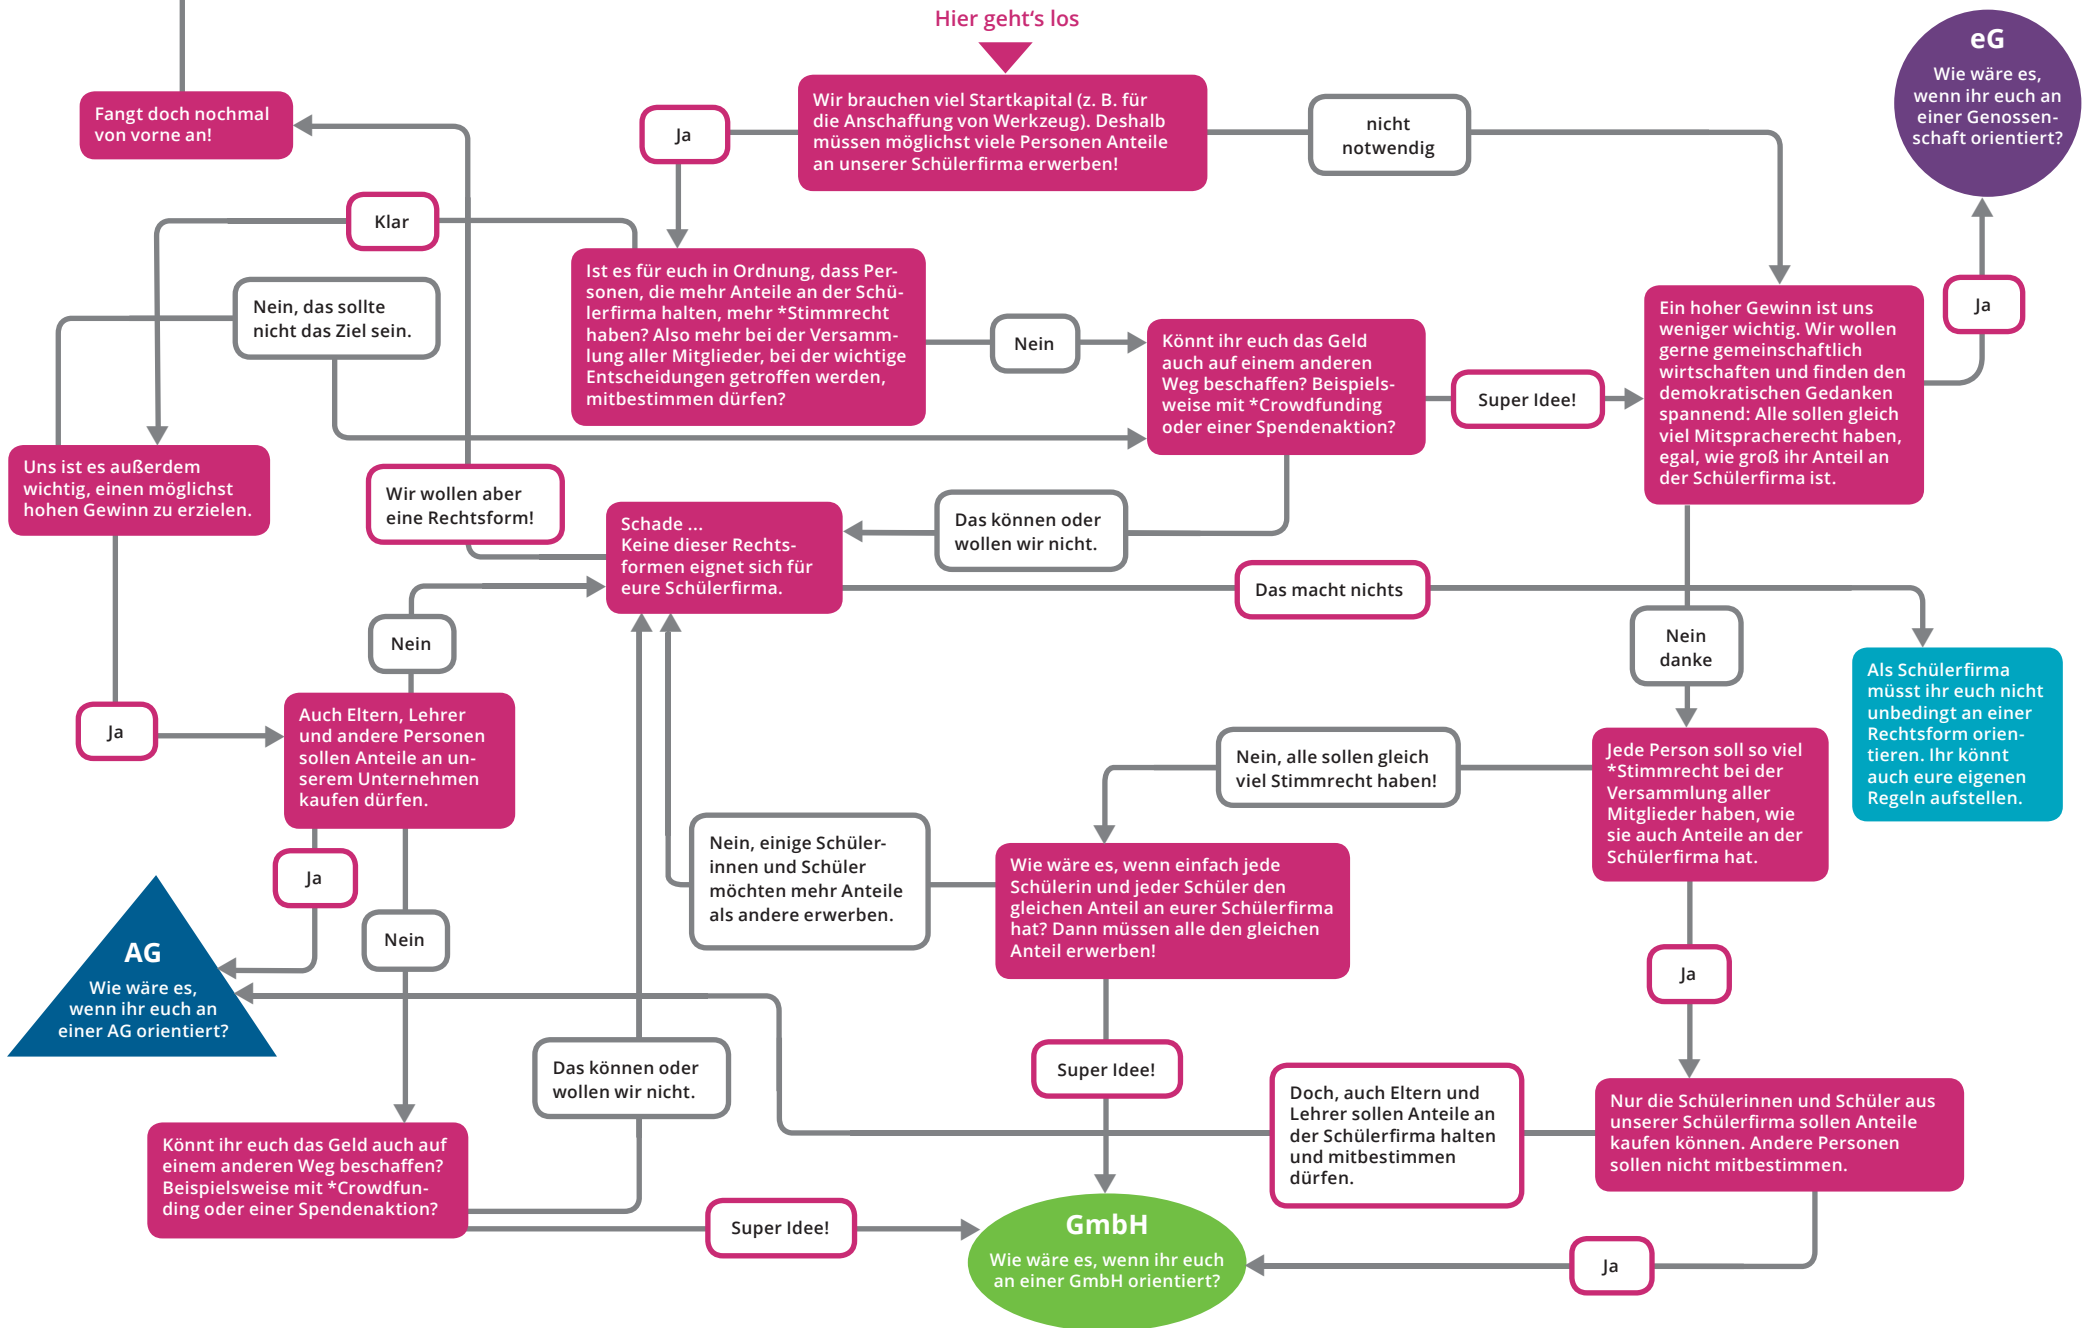 Hier geht‘s los
Wir brauchen viel Startkapital (z. B. für
die Anschaffung von Werkzeug). Deshalb
müssen möglichst viele Personen Anteile
an unserer Schülerfirma erwerben!
nicht
notwendig
eG
Wie wäre es,
wenn ihr euch an
einer Genossen-
schaft orientiert?
Fangt doch nochmal
von vorne an!
Ja
Klar
Ist es für euch in Ordnung, dass Per-
sonen, die mehr Anteile an der Schü-
lerfirma halten, mehr *Stimmrecht
haben? Also mehr bei der Versamm-
lung aller Mitglieder, bei der wichtige
Entscheidungen getroffen werden,
mitbestimmen dürfen?
Nein, das sollte
nicht das Ziel sein.
Nein
Könnt ihr euch das Geld
auch auf einem anderen
Weg beschaffen? Beispiels-
weise mit *Crowdfunding
oder einer Spendenaktion?
Super Idee!
Ein hoher Gewinn ist uns
weniger wichtig. Wir wollen
gerne gemeinschaftlich
wirtschaften und finden den
demokratischen Gedanken
spannend: Alle sollen gleich
viel Mitspracherecht haben,
egal, wie groß ihr Anteil an
der Schülerfirma ist.
Ja
Uns ist es außerdem
wichtig, einen möglichst
hohen Gewinn zu erzielen.
Wir wollen aber
eine Rechtsform!
Schade ...
Keine dieser Rechts-
formen eignet sich für
eure Schülerfirma.
Das können oder
wollen wir nicht.
Das macht nichts
Nein
Nein
danke
Als Schülerfirma
müsst ihr euch nicht
unbedingt an einer
Rechtsform orien-
tieren. Ihr könnt
auch eure eigenen
Regeln aufstellen.
Ja
Auch Eltern, Lehrer
und andere Personen
sollen Anteile an un-
serem Unternehmen
kaufen dürfen.
Nein, alle sollen gleich
viel Stimmrecht haben!
Jede Person soll so viel
*Stimmrecht bei der
Versammlung aller
Mitglieder haben, wie
sie auch Anteile an der
Schülerfirma hat.
Ja
Nein, einige Schüler-
innen und Schüler
möchten mehr Anteile
als andere erwerben.
Wie wäre es, wenn einfach jede
Schülerin und jeder Schüler den
gleichen Anteil an eurer Schülerfirma
hat? Dann müssen alle den gleichen
Anteil erwerben!
AG
Wie wäre es,
wenn ihr euch an
einer AG orientiert?
Nein
Ja
Das können oder
wollen wir nicht.
Super Idee!
Doch, auch Eltern und
Lehrer sollen Anteile an
der Schülerfirma halten
und mitbestimmen
dürfen.
Nur die Schülerinnen und Schüler aus
unserer Schülerfirma sollen Anteile
kaufen können. Andere Personen
sollen nicht mitbestimmen.
Könnt ihr euch das Geld auch auf
einem anderen Weg beschaffen?
Beispielsweise mit *Crowdfun-
ding oder einer Spendenaktion?
Super Idee!
GmbH
Wie wäre es, wenn ihr euch
an einer GmbH orientiert?
Ja